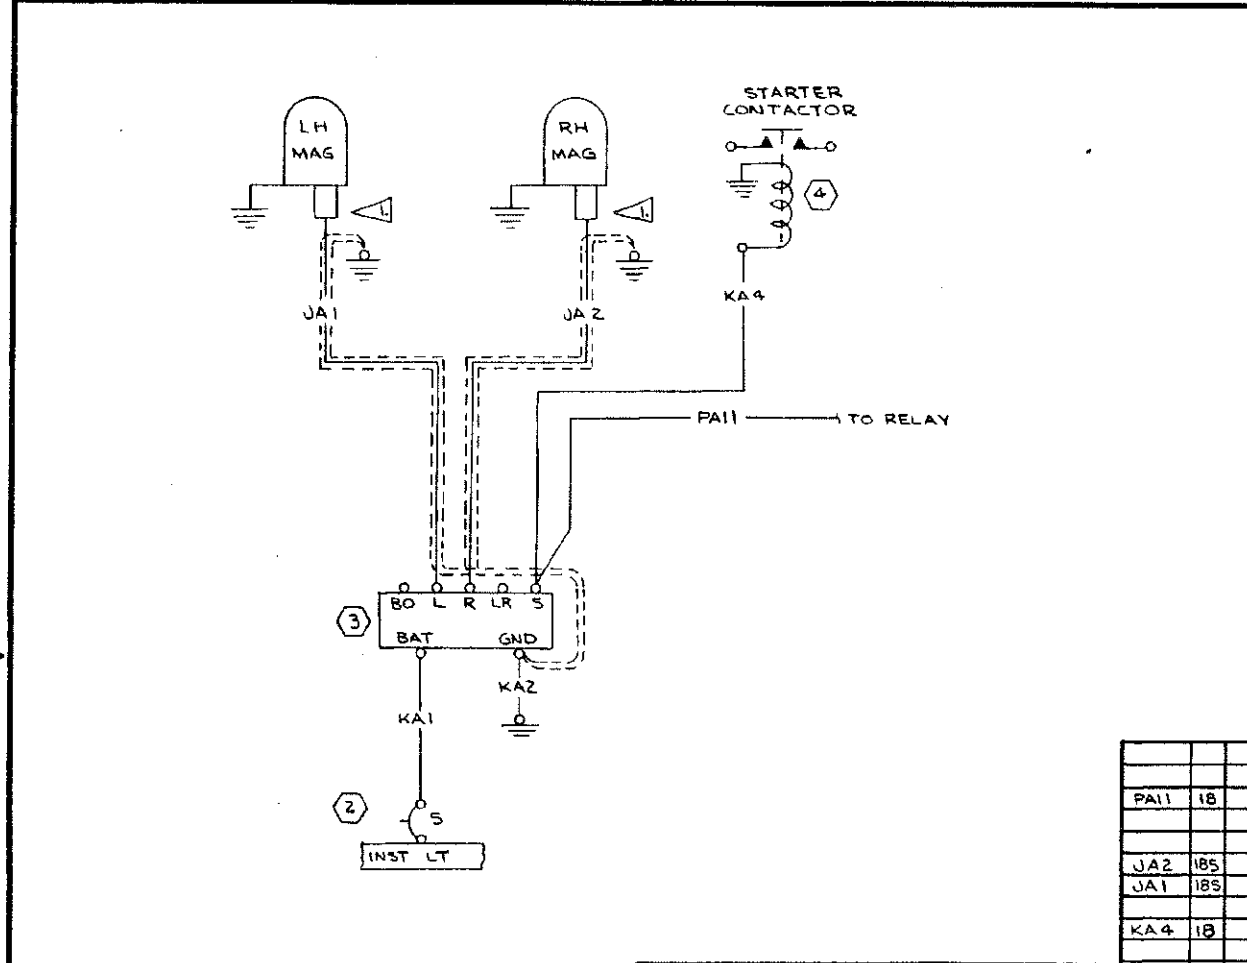 STARTER
CONTACTOR
LH
MAG
RH
MAG
1.
1.
4
JA1
JA2
KA4
PA11
TO RELAY
BO L R LR S
3
BAT GND
KA2
KA1
2
5
INST LT
PA11 18
JA2 18S
JA1 18S
KA4 18